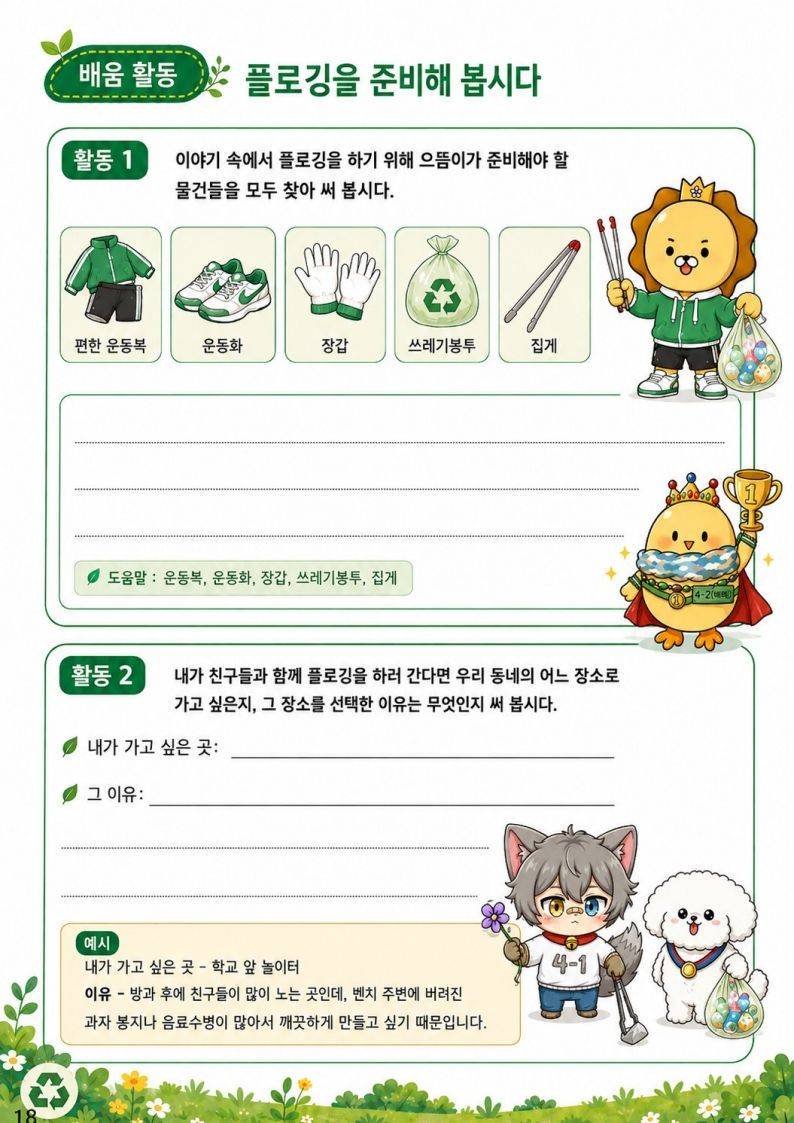 배움 활동
플로깅을 준비해 봅시다
활동 1
이야기 속에서 플로깅을 하기 위해 으뜸이가 준비해야 할
물건들을 모두 찾아 써 봅시다.
편한 운동복
운동화
장갑
쓰레기봉투
집게
도움말 : 운동복, 운동화, 장갑, 쓰레기봉투, 집게
1
1
4-2
활동 2
내가 친구들과 함께 플로깅을 하러 간다면 우리 동네의 어느 장소로
가고 싶은지, 그 장소를 선택한 이유는 무엇인지 써 봅시다.
내가 가고 싶은 곳:
그 이유:
4-1
예시
내가 가고 싶은 곳 - 학교 앞 놀이터
이유 - 방과 후에 친구들이 많이 노는 곳인데, 벤치 주변에 버려진
과자 봉지나 음료수병이 많아서 깨끗하게 만들고 싶기 때문입니다.
18